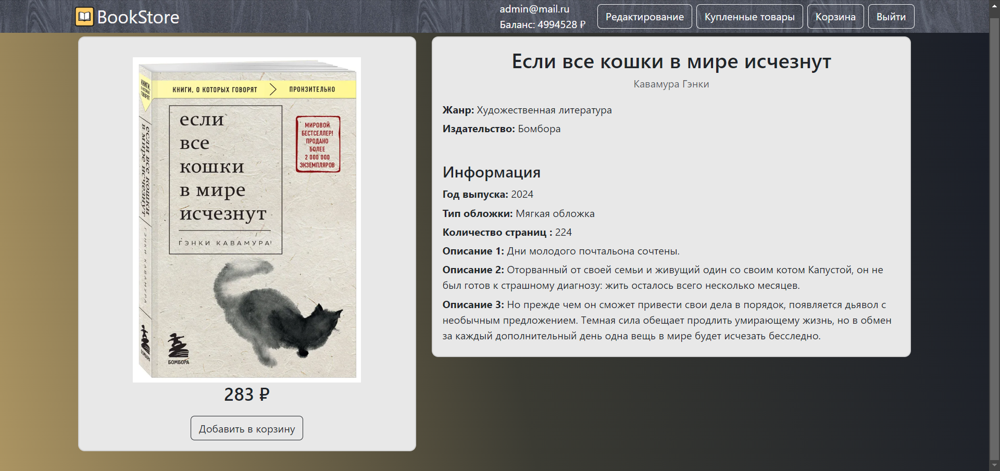 BookStore
admin@mail.ru
Баланс: 4994528 ₽
Редактирование
Купленные товары
Корзина
Выйти
КНИГИ, О КОТОРЫХ ГОВОРЯТ
ПРОНЗИТЕЛЬНО
КНИГИ,
О КОТОРЫХ
ГОВОРЯТ
если
все
кошки
в мире
исчезнут
ГЭНКИ КАВАМУРА
МИРОВОЙ
БЕСТСЕЛЛЕР!
ПРОДАНО
БОЛЕЕ
2 000 000
ЭКЗЕМПЛЯРОВ
если все кошки
в мире исчезнут
ГЭНКИ КАВАМУРА
БОМБОРА
БОМБОРА
283 ₽
Добавить в корзину
Если все кошки в мире исчезнут
Кавамура Гэнки
Жанр: Художественная литература
Издательство: Бомбора
Информация
Год выпуска: 2024
Тип обложки: Мягкая обложка
Количество страниц : 224
Описание 1: Дни молодого почтальона сочтены.
Описание 2: Оторванный от своей семьи и живущий один со своим котом Капустой, он не
был готов к страшному диагнозу: жить осталось всего несколько месяцев.
Описание 3: Но прежде чем он сможет привести свои дела в порядок, появляется дьявол с
необычным предложением. Темная сила обещает продлить умирающему жизнь, но в обмен
за каждый дополнительный день одна вещь в мире будет исчезать бесследно.